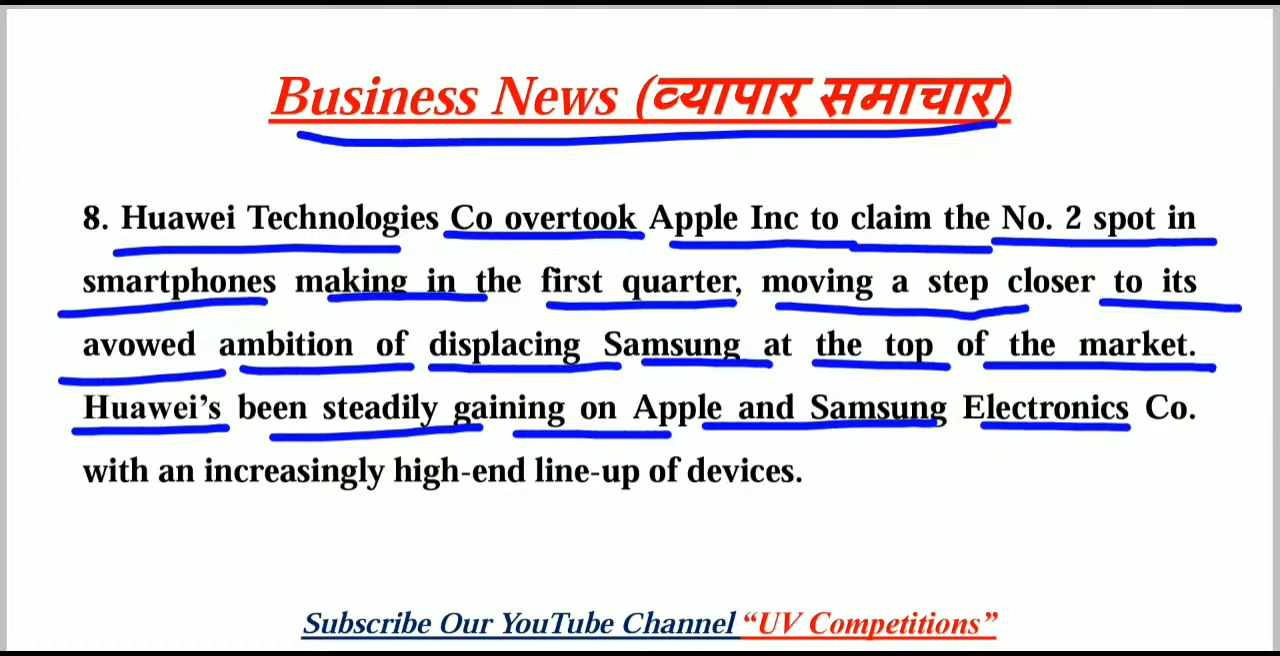 Business News (व्यापार समाचार)
8. Huawei Technologies Co overtook Apple Inc to claim the No. 2 spot in
smartphones making in the first quarter, moving a step closer to its
avowed ambition of displacing Samsung at the top of the market.
Huawei’s been steadily gaining on Apple and Samsung Electronics Co.
with an increasingly high-end line-up of devices.
Subscribe Our YouTube Channel “UV Competitions”